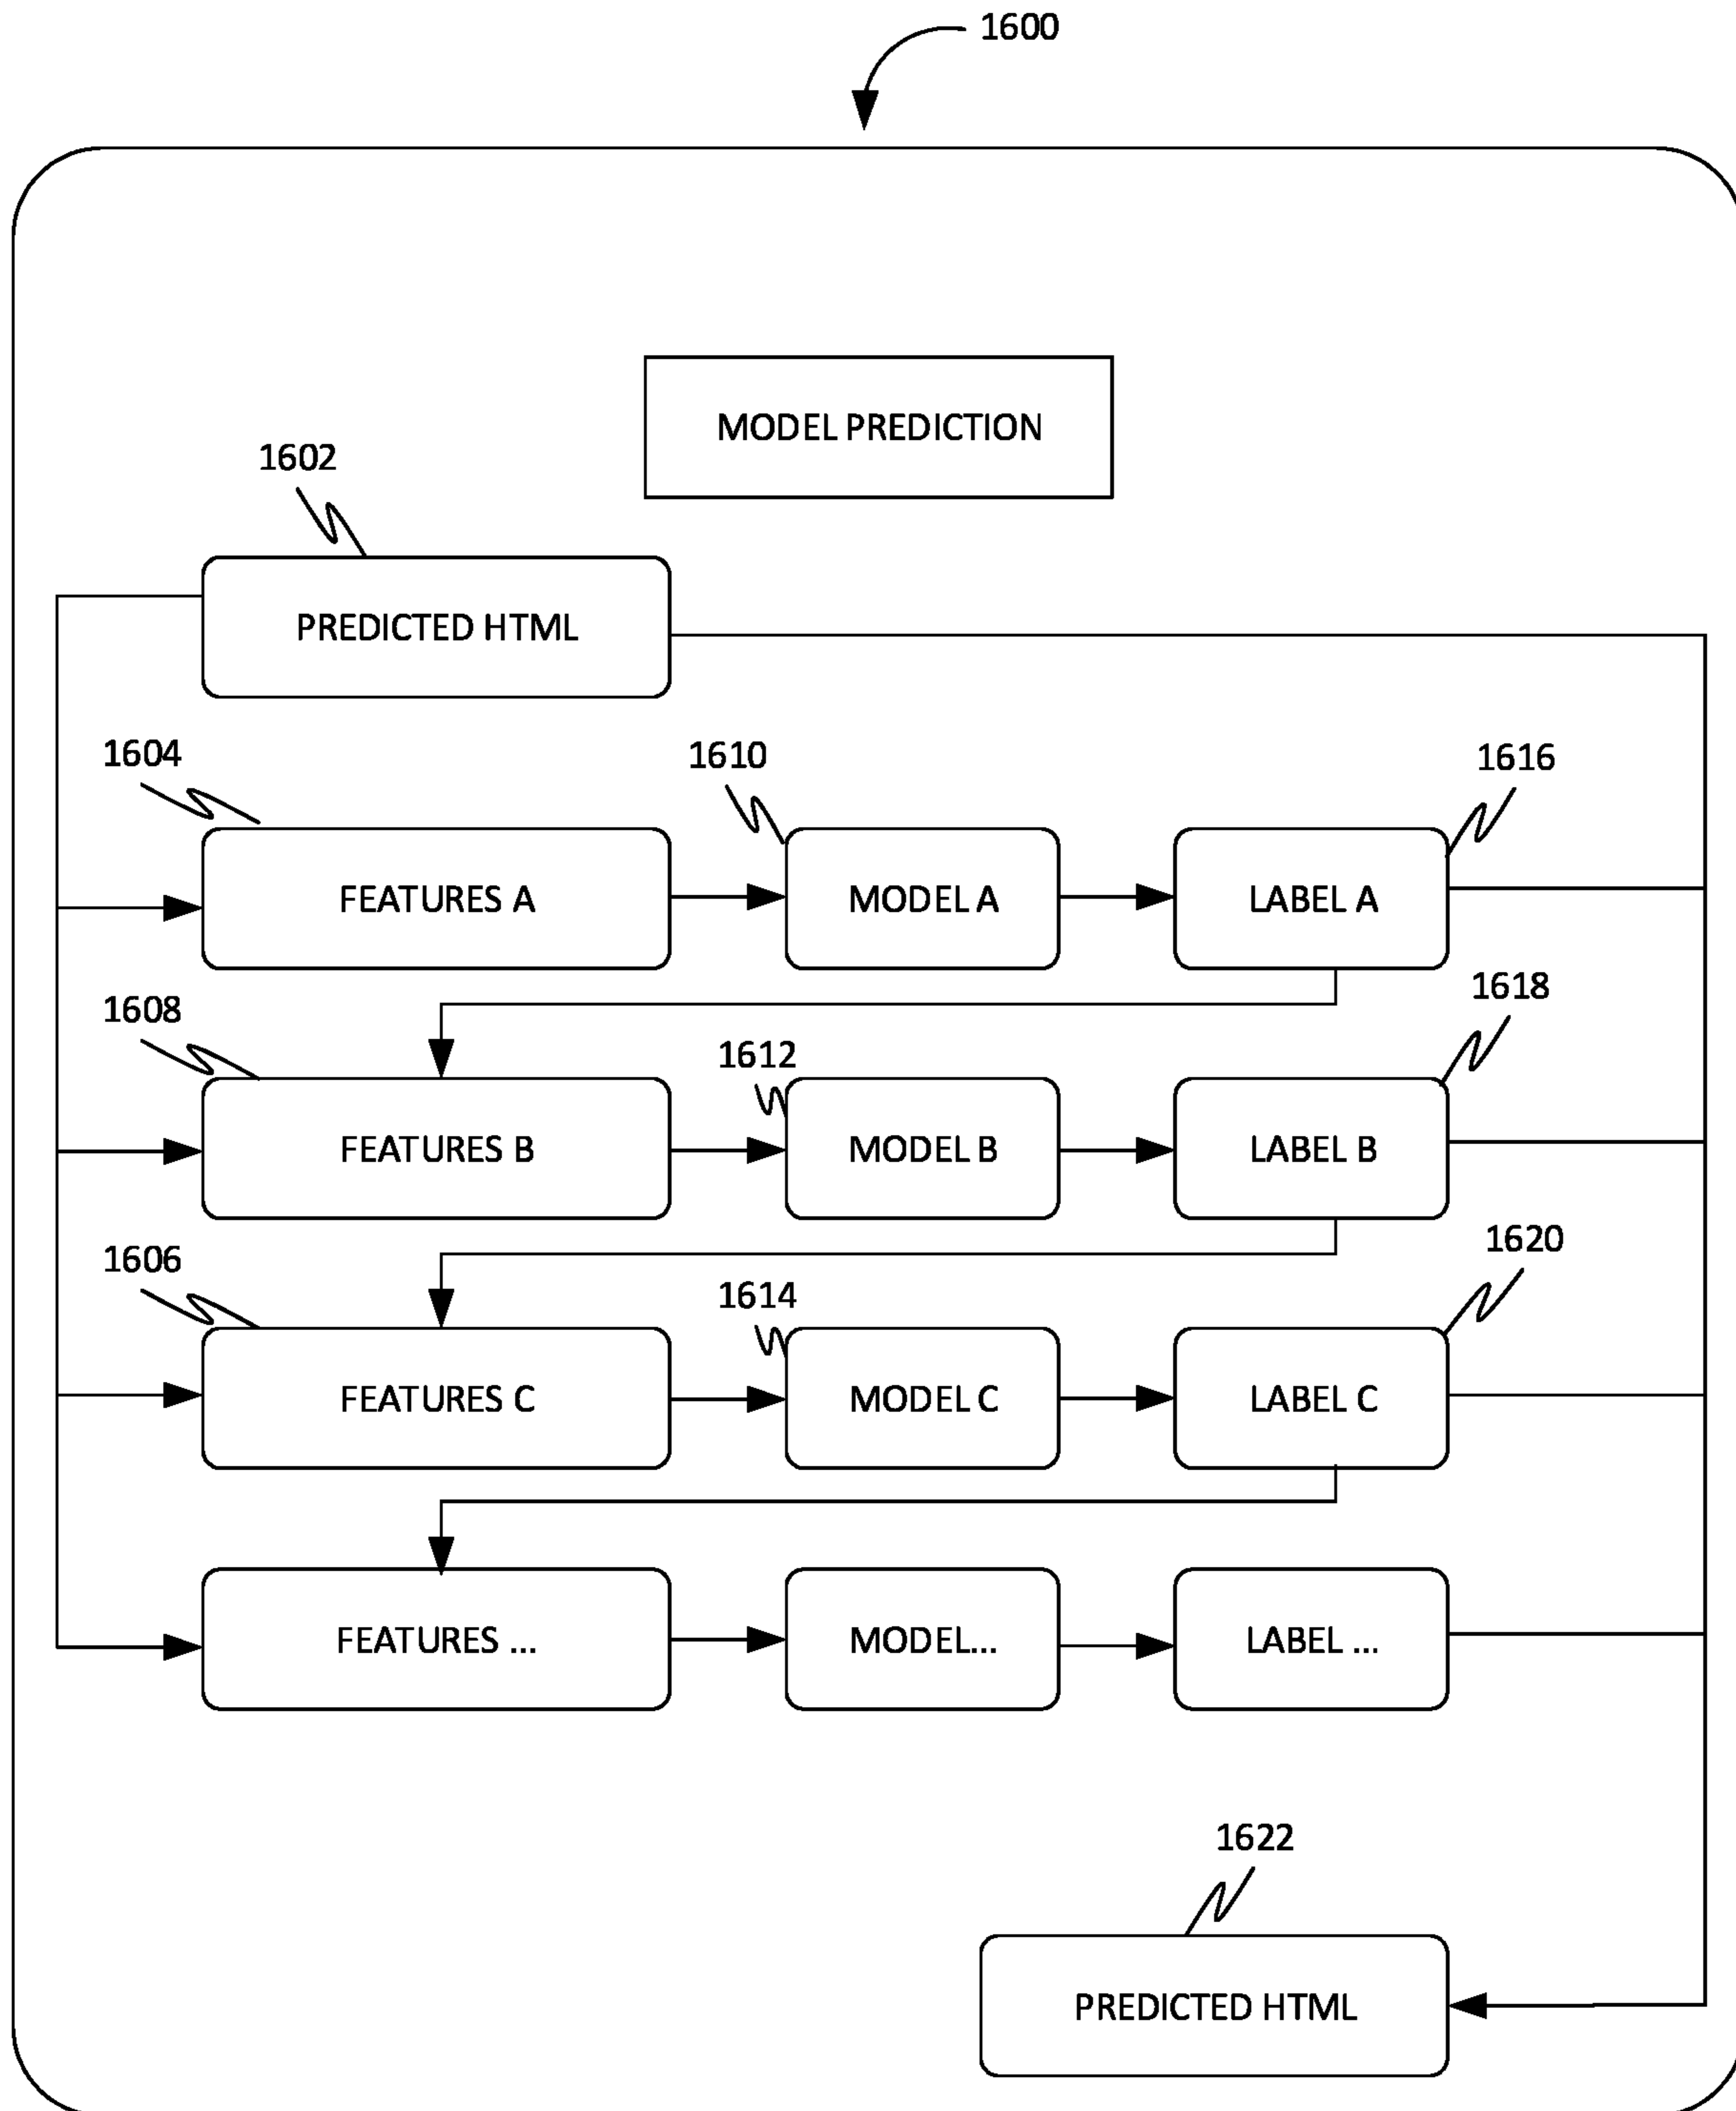 1600
MODEL PREDICTION
1602
PREDICTED HTML
1604
1610
1616
FEATURES A
MODEL A
LABEL A
1608
1612
1618
FEATURES B
MODEL B
LABEL B
1606
1614
1620
FEATURES C
MODEL C
LABEL C
FEATURES ...
MODEL...
LABEL ...
1622
PREDICTED HTML